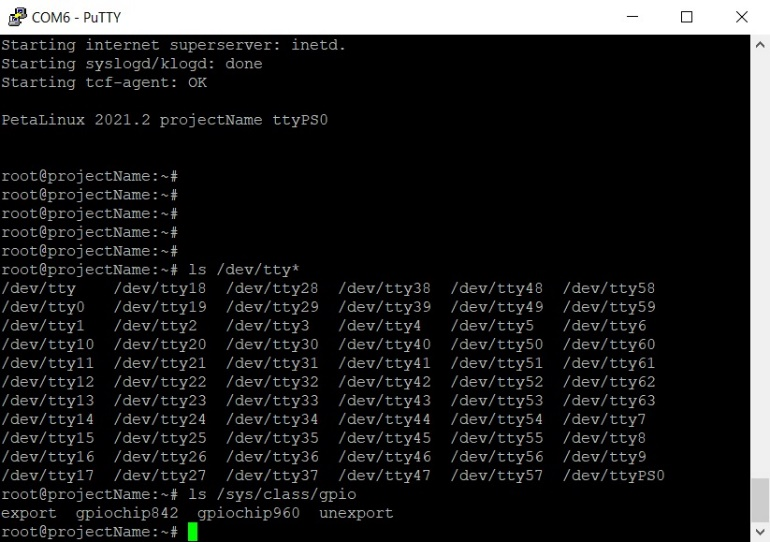 COM6 - PuTTY
Starting internet superserver: inetd.
Starting syslogd/klogd: done
Starting tcf-agent: OK
PetaLinux 2021.2 projectName ttyPS0
root@projectName:~#
root@projectName:~#
root@projectName:~#
root@projectName:~#
root@projectName:~#
root@projectName:~# ls /dev/tty*
/dev/tty    /dev/tty18  /dev/tty28  /dev/tty38  /dev/tty48  /dev/tty58
/dev/tty0   /dev/tty19  /dev/tty29  /dev/tty39  /dev/tty49  /dev/tty59
/dev/tty1   /dev/tty2   /dev/tty3   /dev/tty4   /dev/tty5   /dev/tty6
/dev/tty10  /dev/tty20  /dev/tty30  /dev/tty40  /dev/tty50  /dev/tty60
/dev/tty11  /dev/tty21  /dev/tty31  /dev/tty41  /dev/tty51  /dev/tty61
/dev/tty12  /dev/tty22  /dev/tty32  /dev/tty42  /dev/tty52  /dev/tty62
/dev/tty13  /dev/tty23  /dev/tty33  /dev/tty43  /dev/tty53  /dev/tty63
/dev/tty14  /dev/tty24  /dev/tty34  /dev/tty44  /dev/tty54  /dev/tty7
/dev/tty15  /dev/tty25  /dev/tty35  /dev/tty45  /dev/tty55  /dev/tty8
/dev/tty16  /dev/tty26  /dev/tty36  /dev/tty46  /dev/tty56  /dev/tty9
/dev/tty17  /dev/tty27  /dev/tty37  /dev/tty47  /dev/tty57  /dev/ttyPS0
root@projectName:~# ls /sys/class/gpio
export  gpiochip842  gpiochip960  unexport
root@projectName:~#